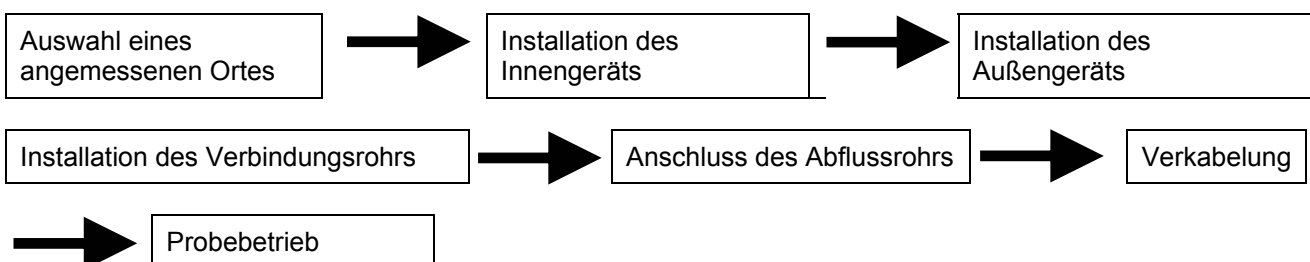 Auswahl eines
angemessenen Ortes
Installation des
Innengeräts
Installation des
Außengeräts
Installation des Verbindungsrohrs
Anschluss des Abflussrohrs
Verkabelung
Probebetrieb